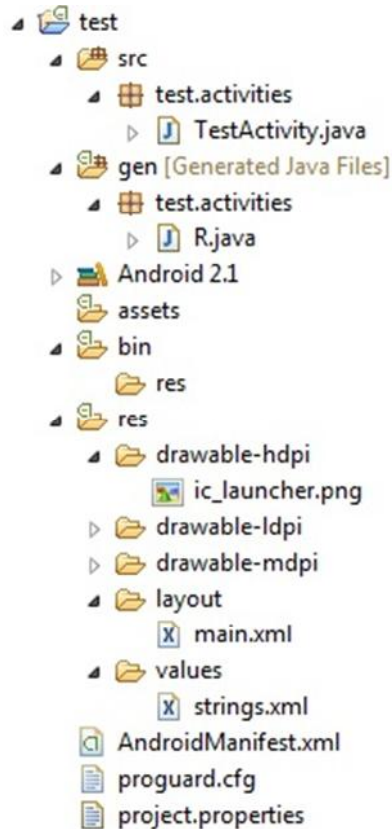 test
src
test.activities
TestActivity.java
gen [Generated Java Files]
test.activities
R.java
Android 2.1
assets
bin
res
res
drawable-hdpi
ic_launcher.png
drawable-ldpi
drawable-mdpi
layout
main.xml
values
strings.xml
AndroidManifest.xml
proguard.cfg
project.properties